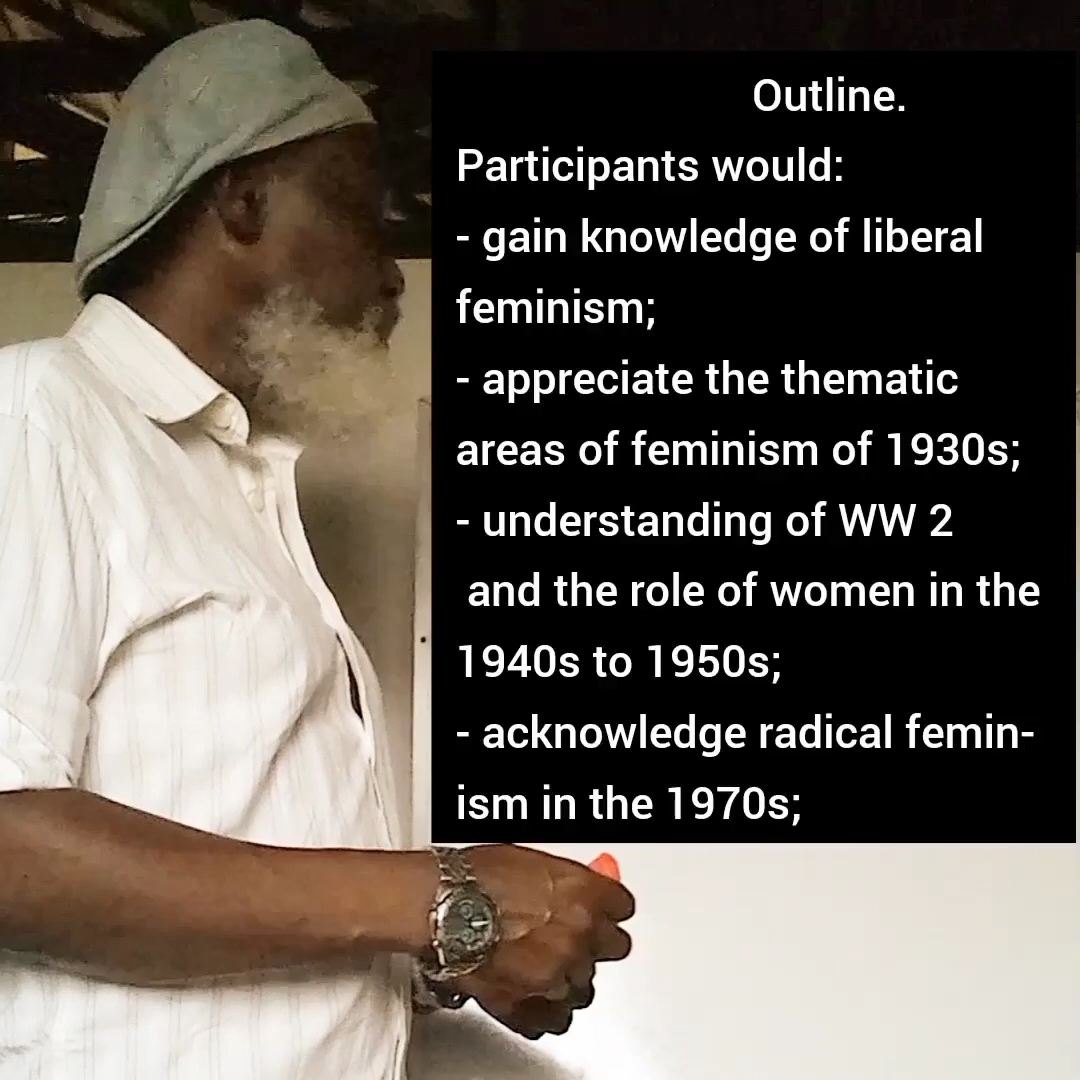 Outline.
Participants would:
- gain knowledge of liberal
feminism;
- appreciate the thematic
areas of feminism of 1930s;
- understanding of WW 2
and the role of women in the
1940s to 1950s;
- acknowledge radical femin-
ism in the 1970s;